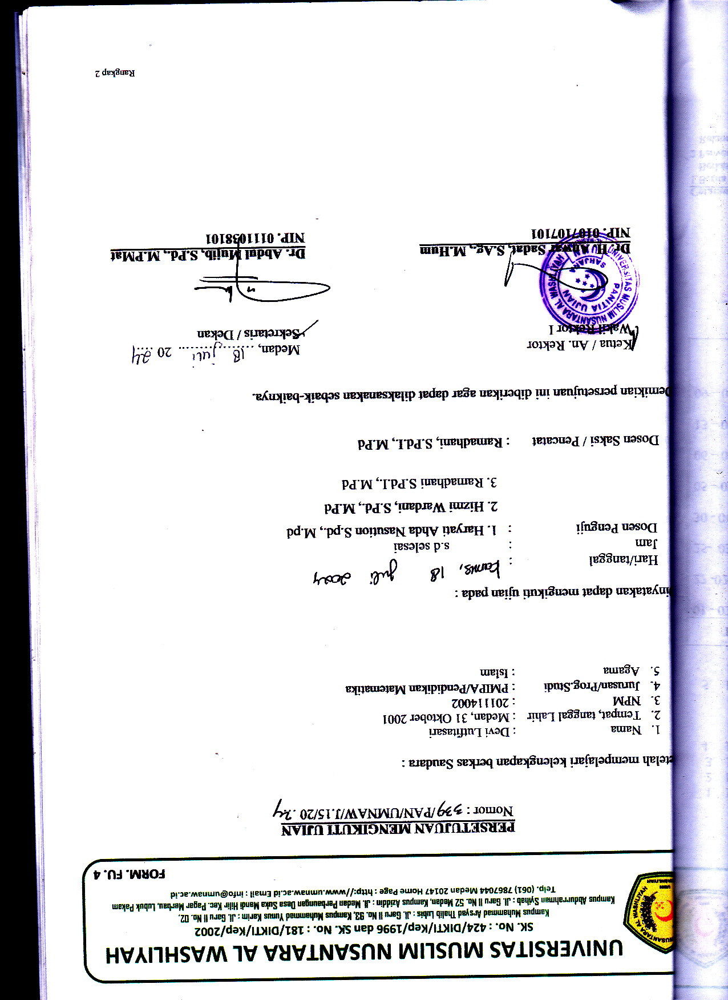 UNIVERSITAS MUSLIM NUSANTARA AL WASHLIYAH
SK. No. : 424/DIKTI/Kep/1996 dan SK. No. : 181/DIKTI/Kep/2002
Kampus Muhammad Arsyad Thalib Lubis : Jl. Garu II No. 93, Kampus Muhammad Yunus Karim : Jl. Garu II No. 02,
Kampus Abdurrahman Syihab : Jl. Garu II No. 52 Medan, Kampus Aziddin : Jl. Medan Perbaungan Desa Suka Mandi Hilir Kec. Pagar Merbau, Lubuk Pakam
Telp. (061) 7867044 Medan 20147 Home Page : http://www.umnaw.ac.id Email : info@umnaw.ac.id
FORM. FU. 4
PERSETUJUAN MENGIKUTI UJIAN
Nomor : 339/PAN/UMNAW/J.15/20.24
etelah mempelajari kelengkapan berkas Saudara :
1. Nama : Devi Lutfitasari
2. Tempat, tanggal Lahir : Medan, 31 Oktober 2001
3. NPM : 201114002
4. Jurusan/Prog.Studi : PMIPA/Pendidikan Matematika
5. Agama : Islam
inyatakan dapat mengikuti ujian pada :
Hari/tanggal : Kamis, 18 Juli 2024
Jam : s.d selesai
Dosen Penguji : 1. Haryati Ahda Nasution S.pd., M.pd
2. Hizmi Wardani, S.Pd., M.Pd
3. Ramadhani S.Pd.I., M.Pd
Dosen Saksi / Pencatat : Ramadhani, S.Pd.I., M.Pd
Demikian persetujuan ini diberikan agar dapat dilaksanakan sebaik-baiknya.
Medan, 18 Juli 20 24
Ketua / An. Rektor Sekretaris / Dekan
Wakil Rektor I
UNIVERSITAS MUSLIM NUSANTARA AL WASHLIYAH
PANITIA UJIAN
SARJANA
Dr. H. Anwar Sadat, S.Ag., M.Hum Dr. Abdul Mujib, S.Pd., M.PMat
NIP. 0107107101 NIP. 0111058101
Rangkap 2